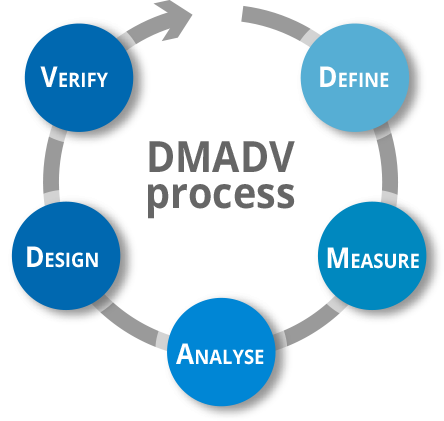 DMADV
process
DEFINE
MEASURE
ANALYSE
DESIGN
VERIFY